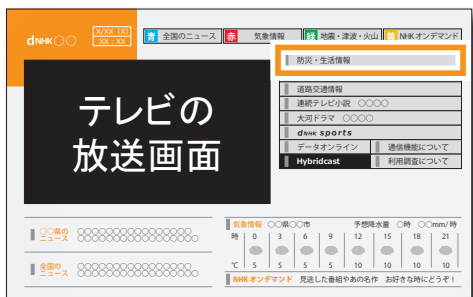 dNHK○○
X/XX (X)
XX : XX
青 全国のニュース 赤 気象情報 緑 地震・津波・火山 黄 NHKオンデマンド
防災・生活情報
道路交通情報
連続テレビ小説 ○○○○
大河ドラマ ○○○○
dNHK sports
データオンライン 通信機能について
Hybridcast 利用調査について
テレビの
放送画面
○○県の
ニュース ○○○○○○○○○○○○○○○○○
○○○○○○○○○○○○○○○○○
全国の
ニュース ○○○○○○○○○○○○○○○○○
○○○○○○○○○○○○○○○○○
気象情報 ○○県○○市 予想降水量 ○時 ○○mm/時
時 0 3 6 9 12 15 18 21
℃ 5 5 5 5 10 10 10 10
NHKオンデマンド 見逃した番組やあの名作 お好きな時にどうぞ!